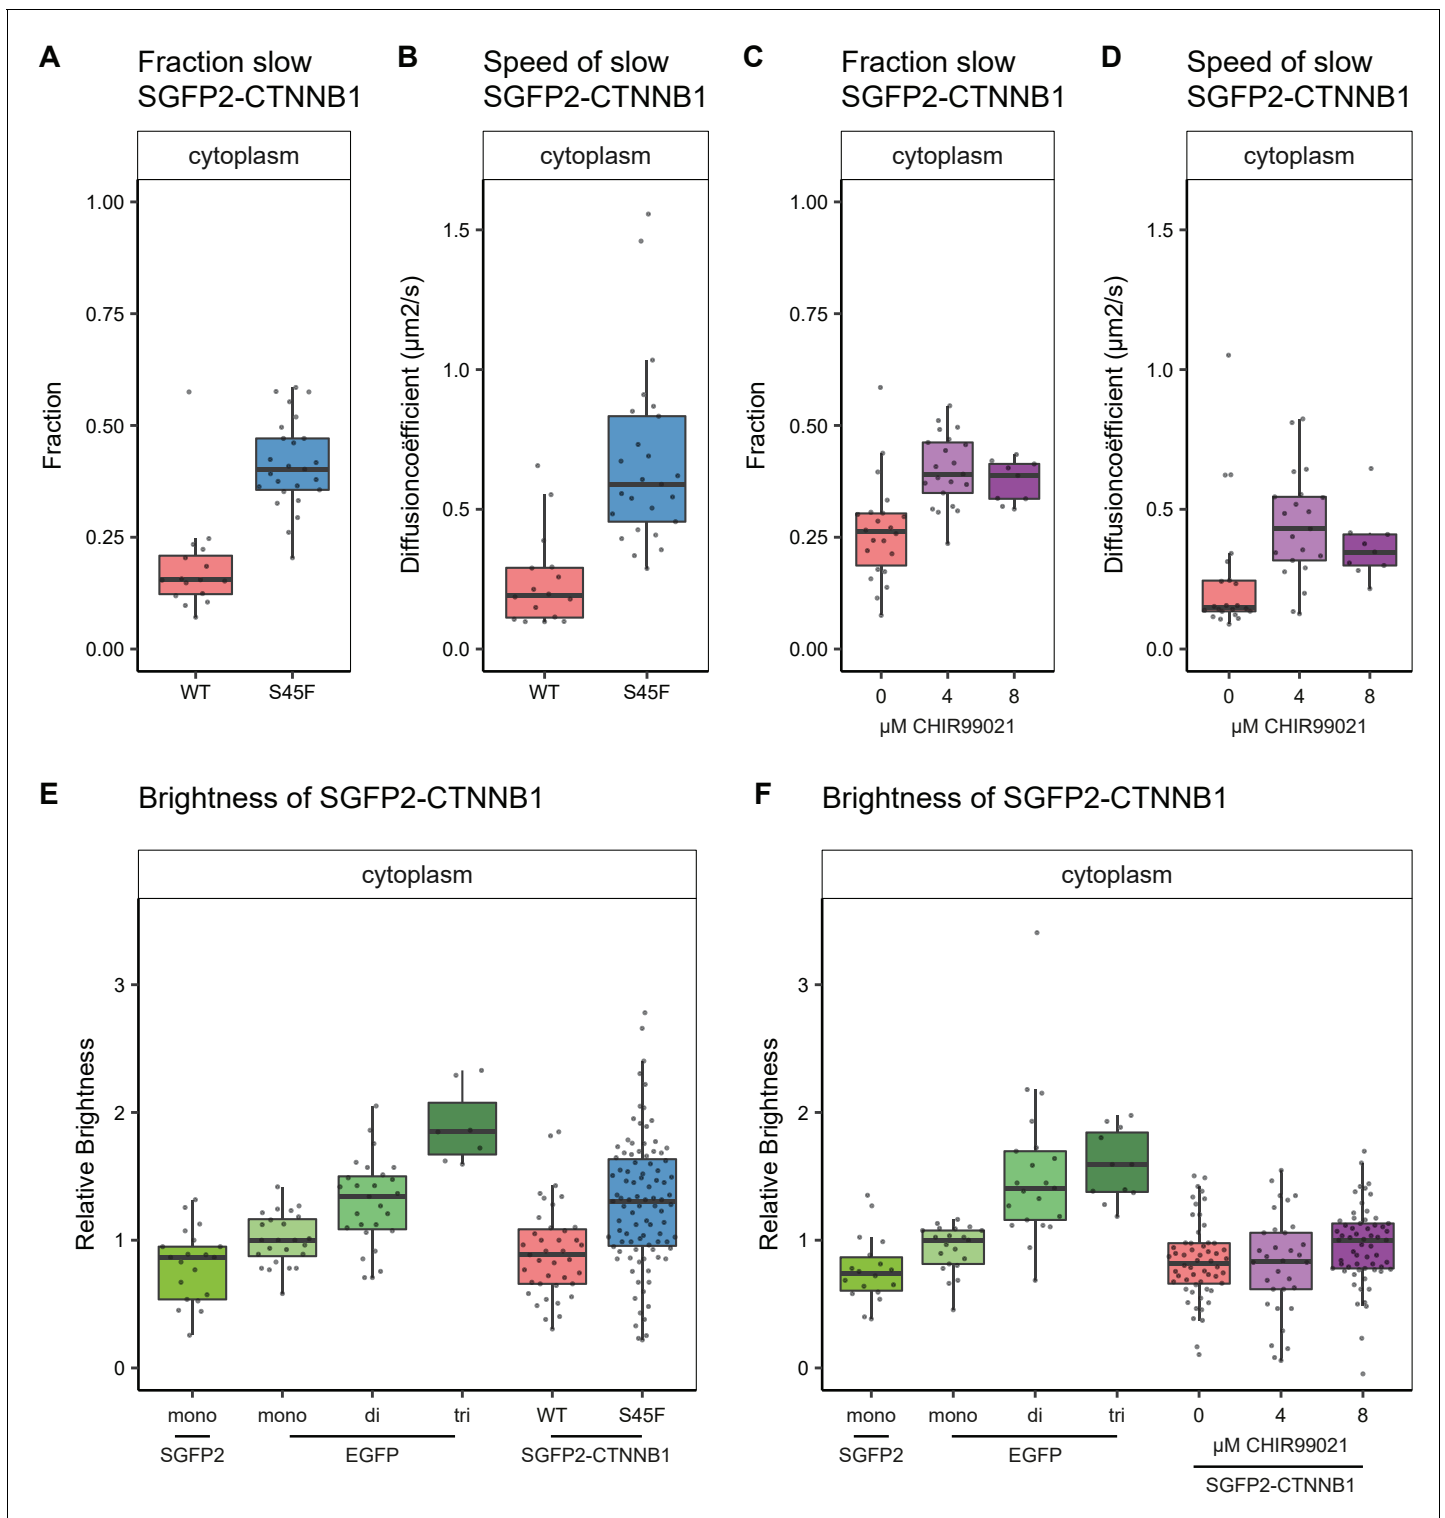 A
Fraction slow
SGFP2-CTNNB1
cytoplasm
1.00
0.75
0.50
0.25
0.00
Fraction
WT S45F
B
Speed of slow
SGFP2-CTNNB1
cytoplasm
1.5
1.0
0.5
0.0
Diffusioncoëfficient (µm2/s)
WT S45F
C
Fraction slow
SGFP2-CTNNB1
cytoplasm
1.00
0.75
0.50
0.25
0.00
Fraction
0 4 8
µM CHIR99021
D
Speed of slow
SGFP2-CTNNB1
cytoplasm
1.5
1.0
0.5
0.0
Diffusioncoëfficient (µm2/s)
0 4 8
µM CHIR99021
E
Brightness of SGFP2-CTNNB1
cytoplasm
3
2
1
0
Relative Brightness
mono mono di tri WT S45F
SGFP2 EGFP SGFP2-CTNNB1
F
Brightness of SGFP2-CTNNB1
cytoplasm
3
2
1
0
Relative Brightness
mono mono di tri 0 4 8
SGFP2 EGFP µM CHIR99021
SGFP2-CTNNB1